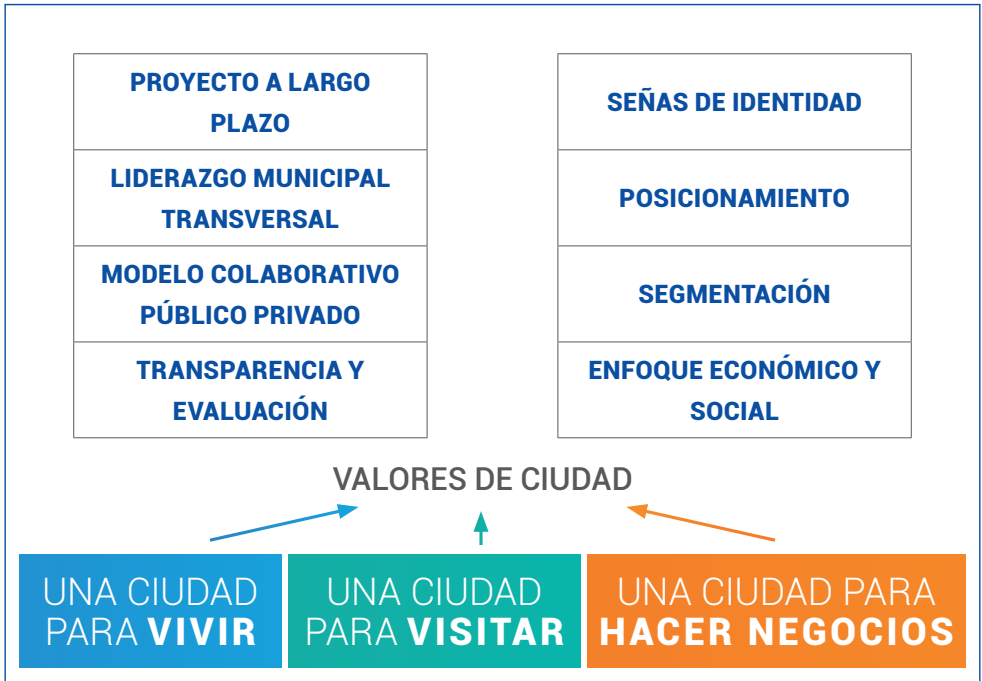 PROYECTO A LARGO
PLAZO
LIDERAZGO MUNICIPAL
TRANSVERSAL
MODELO COLABORATIVO
PÚBLICO PRIVADO
TRANSPARENCIA Y
EVALUACIÓN
SEÑAS DE IDENTIDAD
POSICIONAMIENTO
SEGMENTACIÓN
ENFOQUE ECONÓMICO Y
SOCIAL
VALORES DE CIUDAD
UNA CIUDAD
PARA VIVIR
UNA CIUDAD
PARA VISITAR
UNA CIUDAD PARA
HACER NEGOCIOS